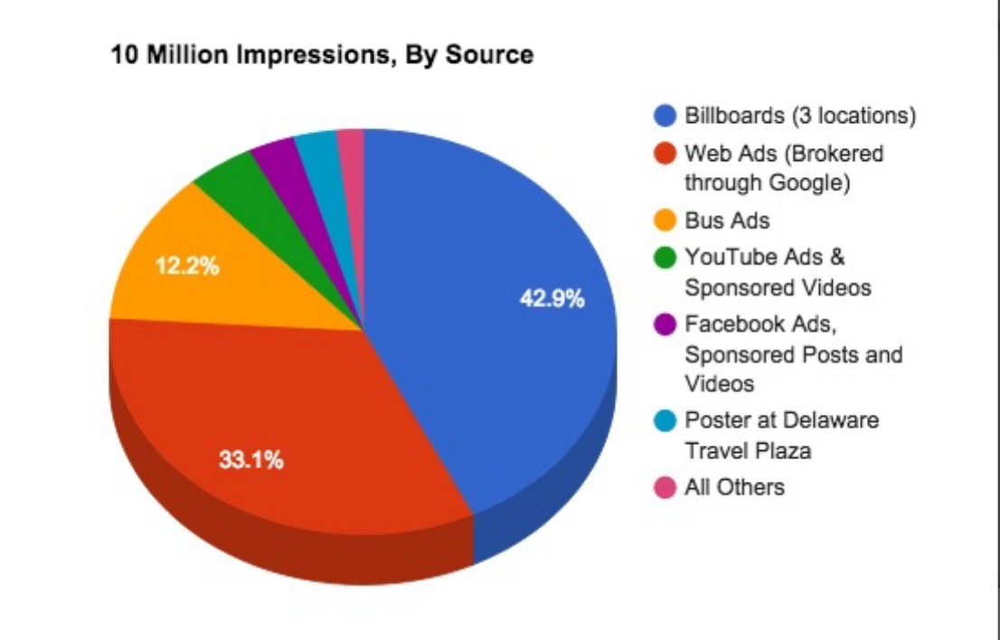 10 Million Impressions, By Source
Billboards (3 locations)
Web Ads (Brokered
through Google)
Bus Ads
YouTube Ads &
Sponsored Videos
Facebook Ads,
Sponsored Posts and
Videos
Poster at Delaware
Travel Plaza
All Others
12.2%
42.9%
33.1%